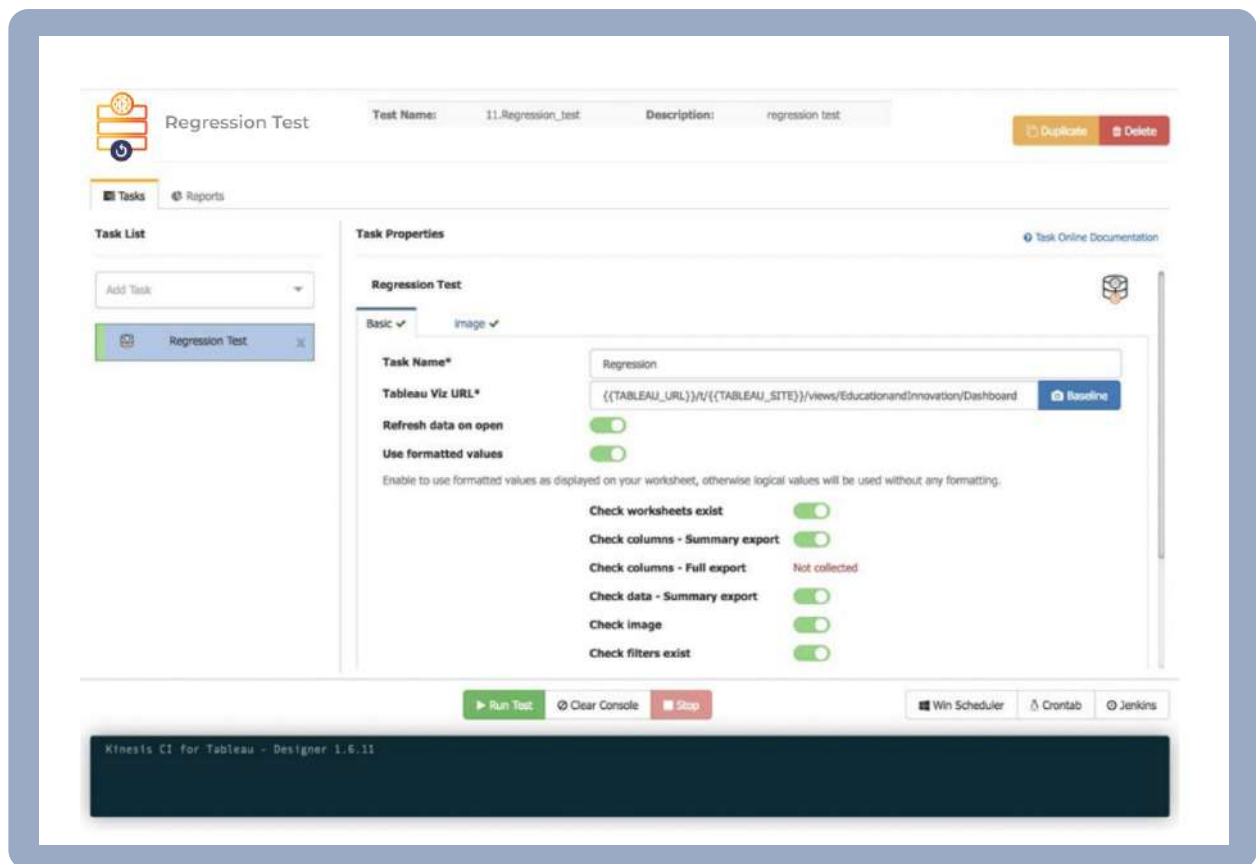 Regression Test
Test Name: 11.Regression_test Description: regression test
Duplicate Delete
Tasks Reports
Task List
Task Properties
Task Online Documentation
Add Task
Regression Test
Regression Test X
Basic Image
Task Name* Regression
Tableau Viz URL* {{TABLEAU_URL}}/t/{{TABLEAU_SITE}}/views/EducationandInnovation/Dashboard Baseline
Refresh data on open
Use formatted values
Enable to use formatted values as displayed on your worksheet, otherwise logical values will be used without any formatting.
Check worksheets exist
Check columns - Summary export
Check columns - Full export Not collected
Check data - Summary export
Check image
Check filters exist
Run Test Clear Console Stop Win Scheduler Crontab Jenkins
Kinesis CI for Tableau - Designer 1.6.11